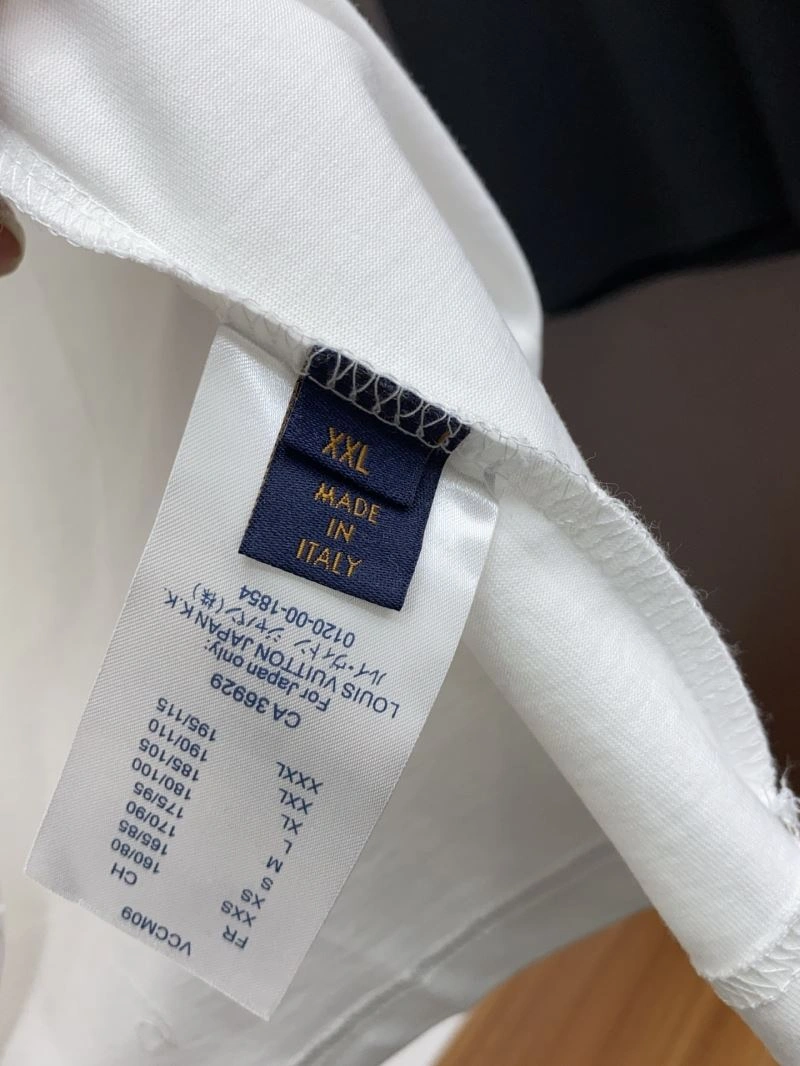 XXL
MADE
IN
ITALY
VCCM09
FR CH
XXS 160/80
XS 165/85
S 170/90
M 175/95
L 180/100
XL 185/105
XXL 190/110
XXXL 195/115
CA 36929
For Japan only:
LOUIS VUITTON JAPAN K.K.
ルイ・ヴィトン ジャパン(株)
0120-00-1854